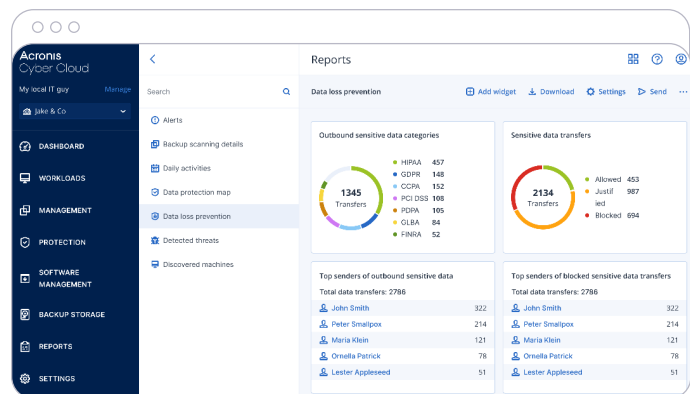 Acronis
Cyber Cloud
My local IT guy Manage
Jake & Co
DASHBOARD
WORKLOADS
MANAGEMENT
PROTECTION
SOFTWARE
MANAGEMENT
BACKUP STORAGE
REPORTS
SETTINGS
Search
Alerts
Backup scanning details
Daily activities
Data protection map
Data loss prevention
Detected threats
Discovered machines
Reports
Data loss prevention Add widget Download Settings Send
Outbound sensitive data categories
1345
Transfers
HIPAA 457
GDPR 148
CCPA 152
PCI DSS 108
PDPA 105
GLBA 84
FINRA 52
Sensitive data transfers
2134
Transfers
Allowed 453
Justif 987
ied
Blocked 694
Top senders of outbound sensitive data
Total data transfers: 2786
John Smith 322
Peter Smallpox 214
Maria Klein 121
Ornella Patrick 78
Lester Appleseed 51
Top senders of blocked sensitive data transfers
Total data transfers: 2786
John Smith 322
Peter Smallpox 214
Maria Klein 121
Ornella Patrick 78
Lester Appleseed 51